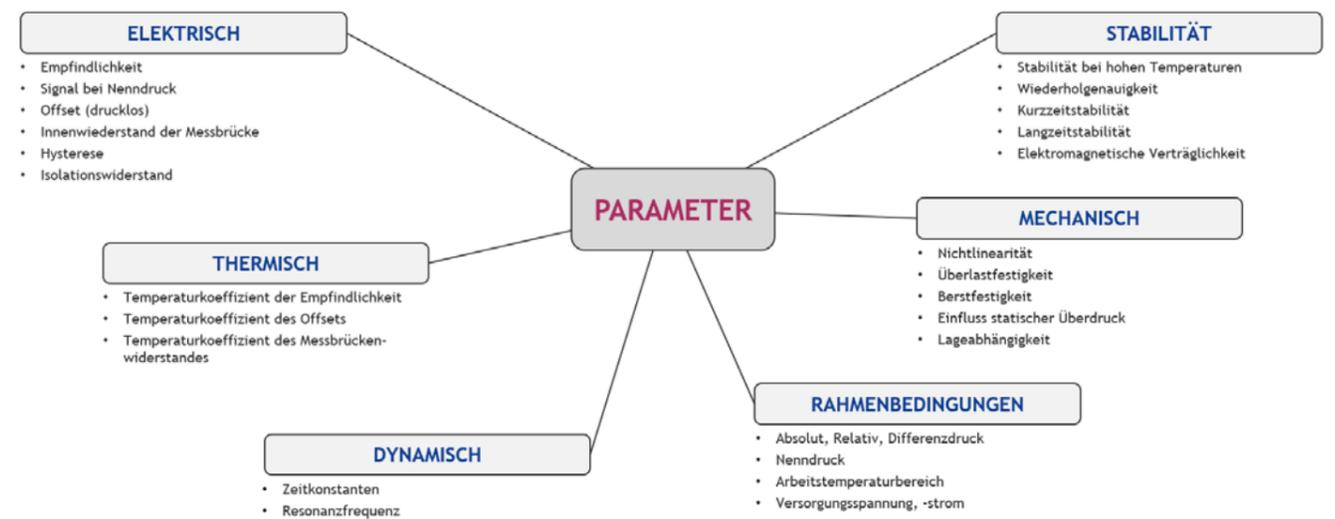 ELEKTRISCH
• Empfindlichkeit
• Signal bei Nenndruck
• Offset (drucklos)
• Innenwiederstand der Messbrücke
• Hysterese
• Isolationswiderstand
STABILITÄT
• Stabilität bei hohen Temperaturen
• Wiederholgenauigkeit
• Kurzzeitstabilität
• Langzeitstabilität
• Elektromagnetische Verträglichkeit
PARAMETER
MECHANISCH
• Nichtlinearität
• Überlastfestigkeit
• Berstfestigkeit
• Einfluss statischer Überdruck
• Lageabhängigkeit
THERMISCH
• Temperaturkoeffizient der Empfindlichkeit
• Temperaturkoeffizient des Offsets
• Temperaturkoeffizient des Messbrücken-
widerstandes
RAHMENBEDINGUNGEN
• Absolut, Relativ, Differenzdruck
• Nenndruck
• Arbeitstemperaturbereich
• Versorgungsspannung, -strom
DYNAMISCH
• Zeitkonstanten
• Resonanzfrequenz